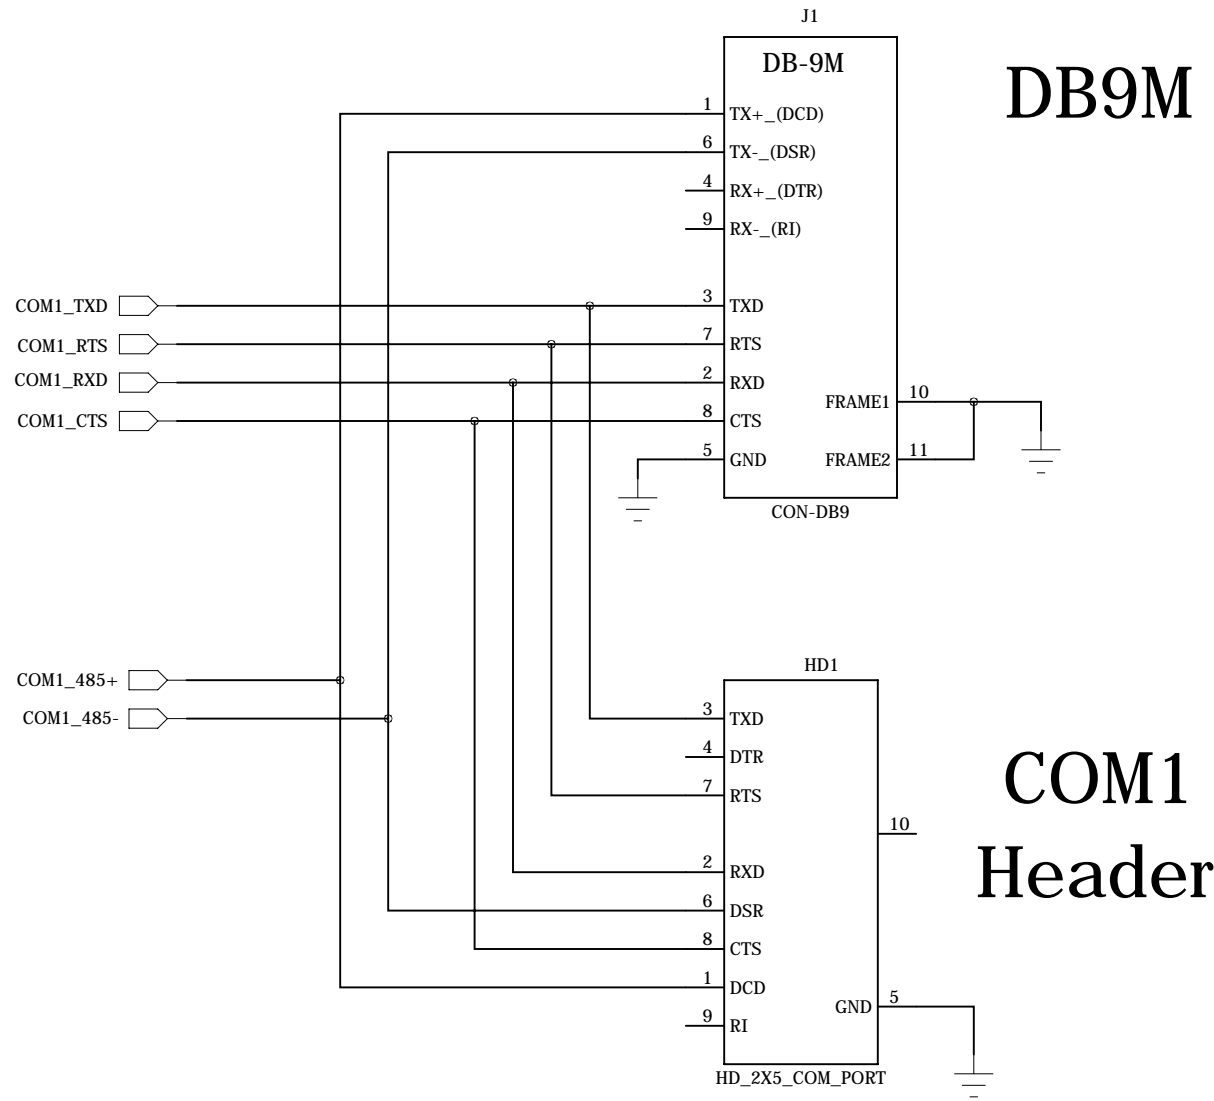 J1
DB-9M
DB9M
1 TX+_(DCD)
6 TX-_(DSR)
4 RX+_(DTR)
9 RX-_(RI)
COM1_TXD 3 TXD
COM1_RTS 7 RTS
COM1_RXD 2 RXD
FRAME1 10
COM1_CTS 8 CTS
5 GND FRAME2 11
CON-DB9
HD1
COM1_485+
COM1_485-
3 TXD
4 DTR
7 RTS
COM1
Header
10
2 RXD
6 DSR
8 CTS
1 DCD
GND 5
9 RI
HD_2X5_COM_PORT